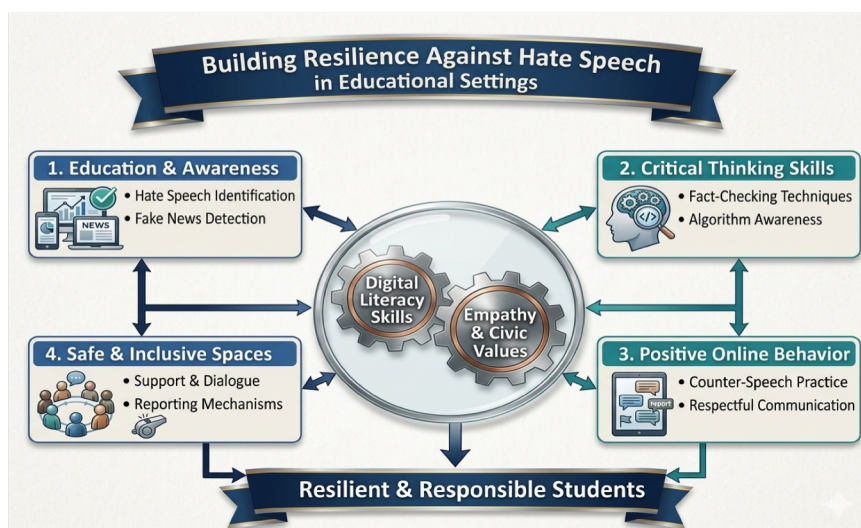 Building Resilience Against Hate Speech
in Educational Settings
1. Education & Awareness
• Hate Speech Identification
• Fake News Detection
NEWS
2. Critical Thinking Skills
• Fact-Checking Techniques
• Algorithm Awareness
</>
Digital
Literacy
Skills
Empathy
& Civic
Values
4. Safe & Inclusive Spaces
• Support & Dialogue
• Reporting Mechanisms
3. Positive Online Behavior
• Counter-Speech Practice
• Respectful Communication
report
Resilient & Responsible Students